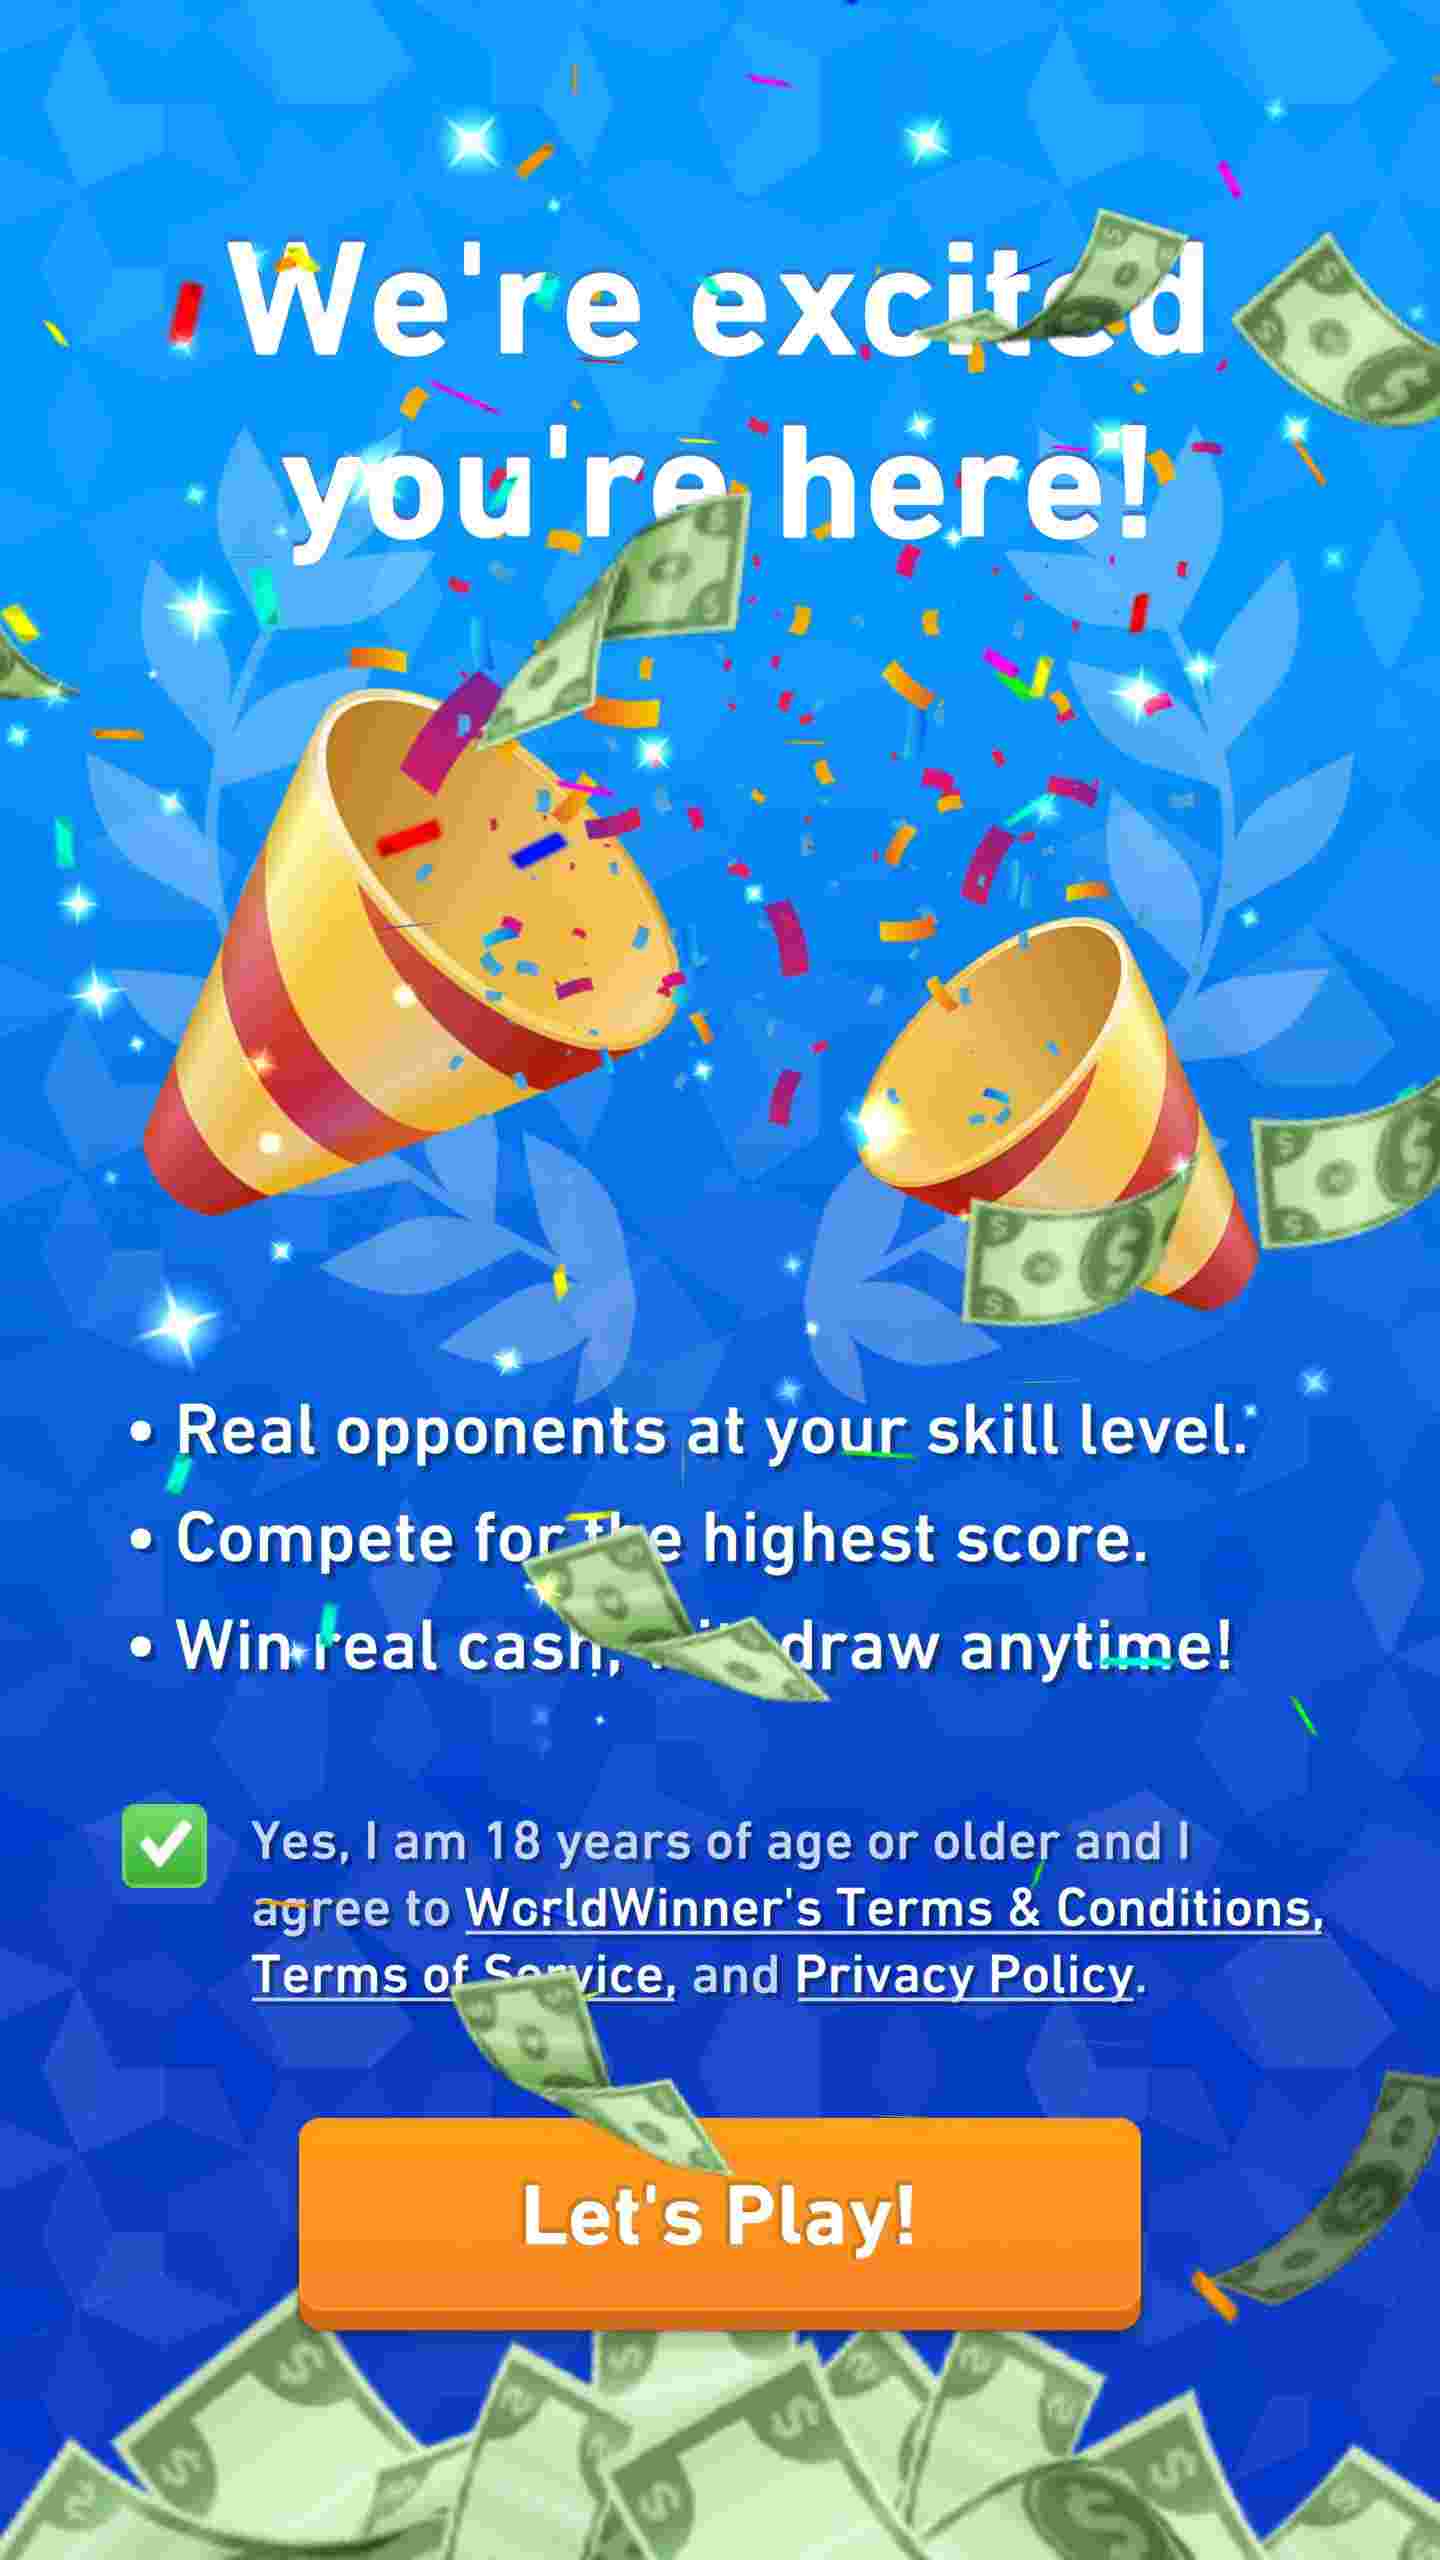 We're excited
you're here!
• Real opponents at your skill level.
• Compete for the highest score.
• Win real cash, withdraw anytime!
Yes, I am 18 years of age or older and I
agree to WorldWinner's Terms & Conditions,
Terms of Service, and Privacy Policy.
Let's Play!